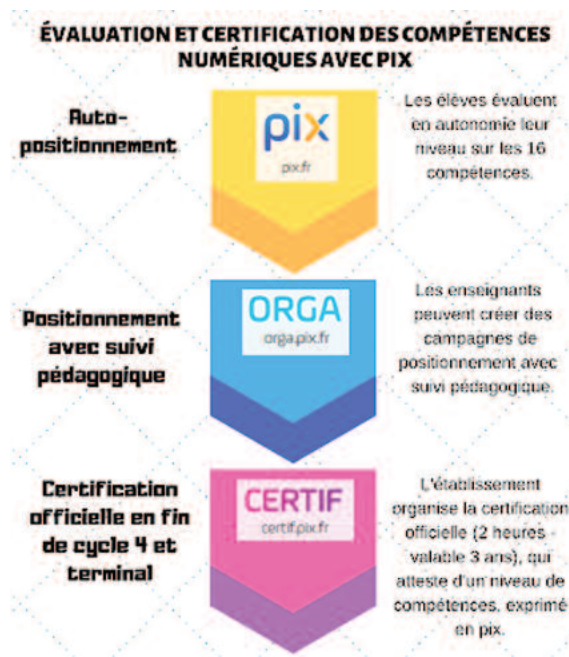 ÉVALUATION ET CERTIFICATION DES COMPÉTENCES
NUMÉRIQUES AVEC PIX
Auto-
positionnement
pix
pix.fr
Les élèves évaluent
en autonomie leur
niveau sur les 16
compétences.
Positionnement
avec suivi
pédagogique
ORGA
orga.pix.fr
Les enseignants
peuvent créer des
campagnes de
positionnement avec
suivi pédagogique.
Certification
officielle en fin
de cycle 4 et
terminal
CERTIF
certif.pix.fr
L'établissement
organise la certification
officielle (2 heures -
valable 3 ans), qui
atteste d'un niveau de
compétences, exprimé
en pix.